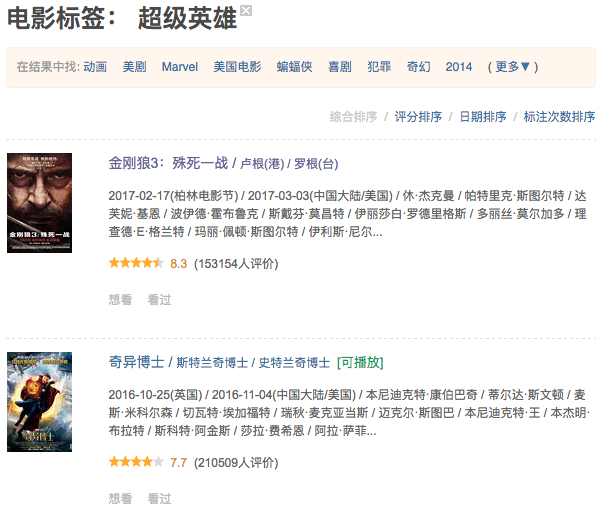 电影标签： 超级英雄
在结果中找: 动画 美剧 Marvel 美国电影 蝙蝠侠 喜剧 犯罪 奇幻 2014 ( 更多▼ )
综合排序 / 评分排序 / 日期排序 / 标注次数排序
金刚狼3：殊死一战 / 卢根(港) / 罗根(台)
2017-02-17(柏林电影节) / 2017-03-03(中国大陆/美国) / 休·杰克曼 / 帕特里克·斯图尔特 / 达
芙妮·基恩 / 波伊德·霍布鲁克 / 斯戴芬·莫昌特 / 伊丽莎白·罗德里格斯 / 多丽丝·莫尔加多 / 理
查德·E·格兰特 / 玛丽·佩顿·斯图尔特 / 伊利斯·尼尔...
金刚狼3:殊死一战
8.3 (153154人评价)
想看 看过
奇异博士 / 斯特兰奇博士 / 史特兰奇博士 [可播放]
2016-10-25(英国) / 2016-11-04(中国大陆/美国) / 本尼迪克特·康伯巴奇 / 蒂尔达·斯文顿 / 麦
斯·米科尔森 / 切瓦特·埃加福特 / 瑞秋·麦克亚当斯 / 迈克尔·斯图巴 / 本尼迪克特·王 / 本杰明·
布拉特 / 斯科特·阿金斯 / 莎拉·费希恩 / 阿拉·萨菲...
奇异博士
7.7 (210509人评价)
想看 看过